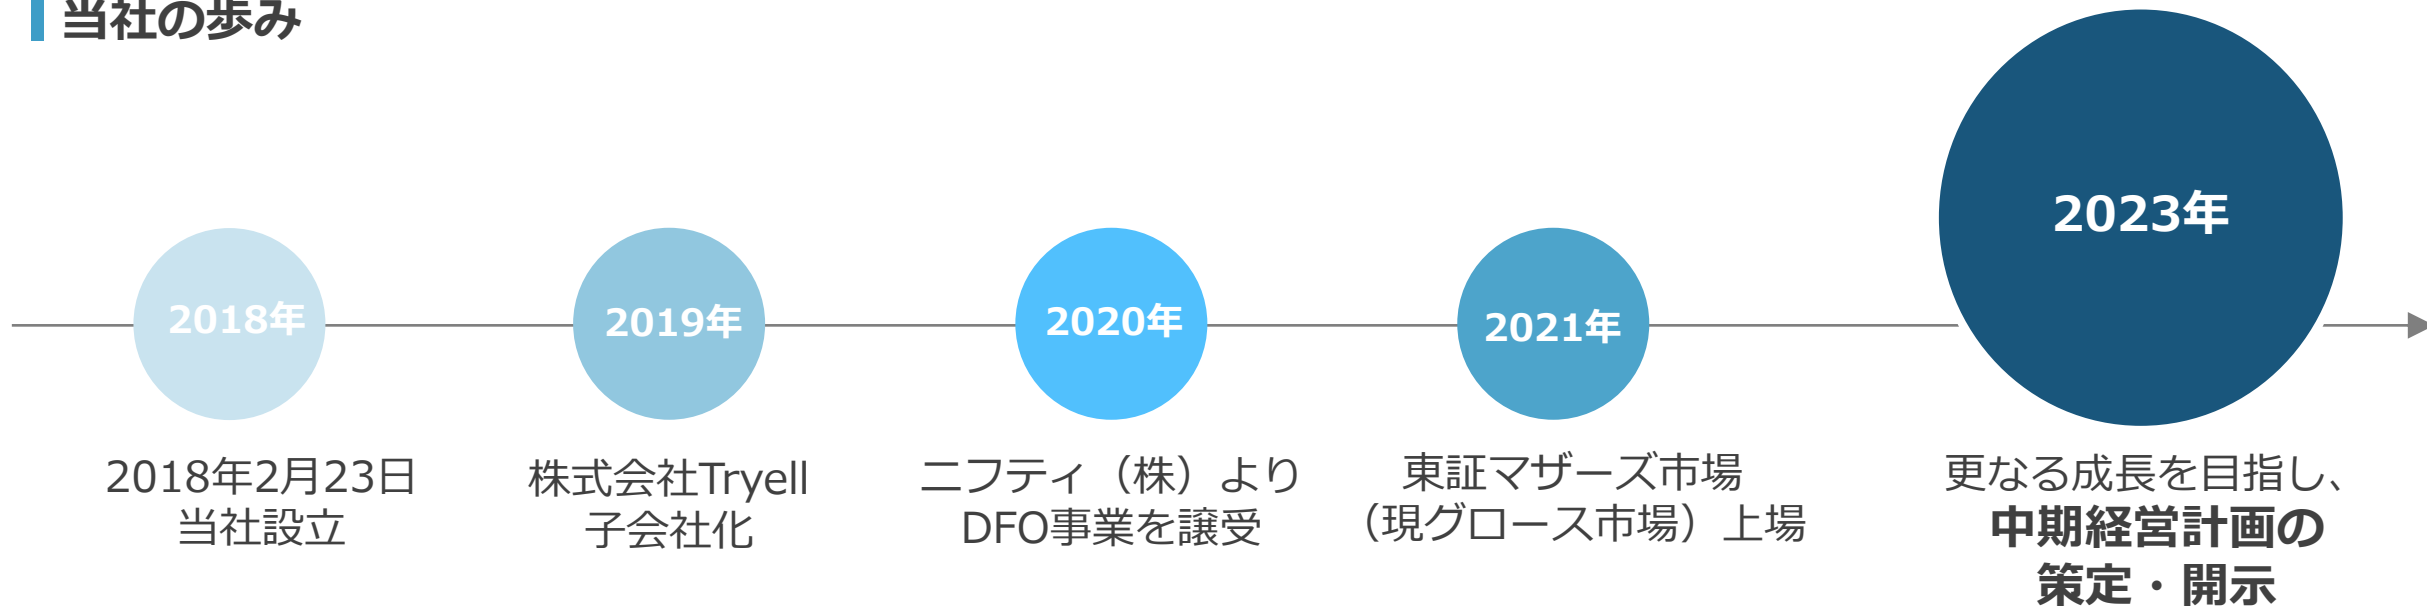 当社の歩み
2018年
2019年
2020年
2021年
2023年
2018年2月23日
当社設立
株式会社Tryell
子会社化
ニフティ（株）より
DFO事業を譲受
東証マザーズ市場
（現グロース市場）上場
更なる成長を目指し、
中期経営計画の
策定・開示